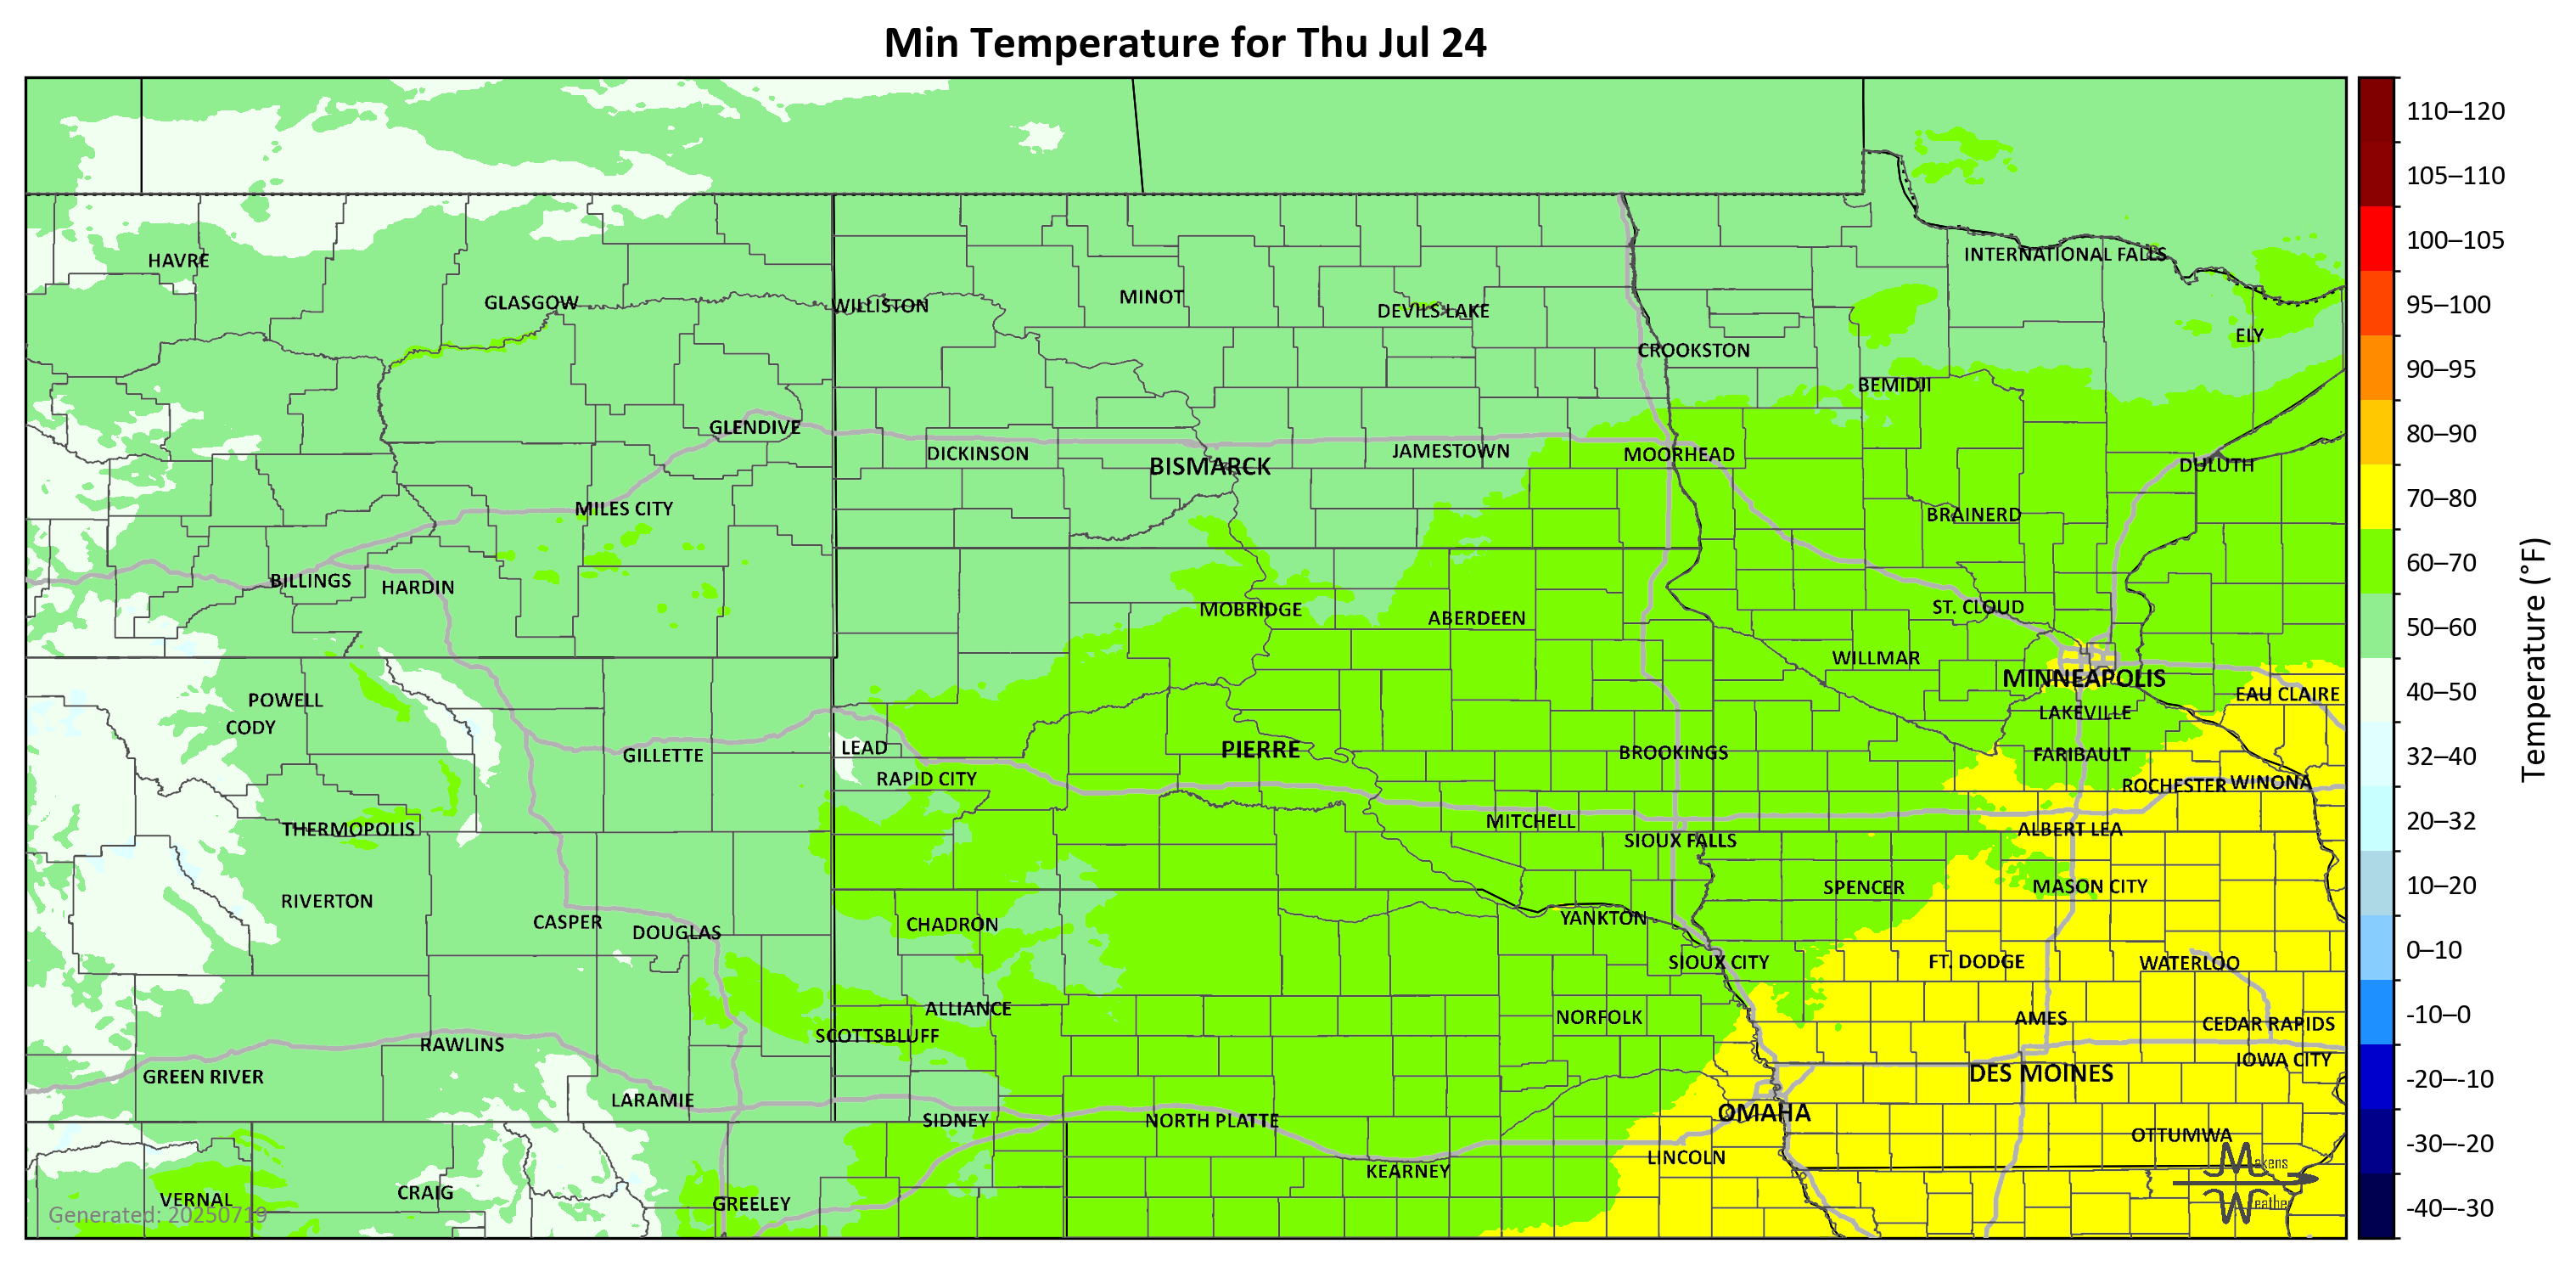 Min Temperature for Thu Jul 24
110–120
105–110
100–105
95–100
90–95
80–90
70–80
60–70
50–60
40–50
32–40
20–32
10–20
0–10
-10–0
-20–-10
-30–-20
-40–-30
Temperature (°F)
HAVRE
GLASGOW
WILLISTON
MINOT
DEVILS LAKE
INTERNATIONAL FALLS
ELY
CROOKSTON
BEMIDJI
GLENDIVE
DICKINSON
BISMARCK
JAMESTOWN
MOORHEAD
DULUTH
MILES CITY
BRAINERD
BILLINGS
HARDIN
MOBRIDGE
ABERDEEN
ST. CLOUD
WILLMAR
MINNEAPOLIS
EAU CLAIRE
POWELL
CODY
LAKEVILLE
GILLETTE
LEAD
PIERRE
BROOKINGS
FARIBAULT
RAPID CITY
ROCHESTER
WINONA
THERMOPOLIS
MITCHELL
ALBERT LEA
SIOUX FALLS
SPENCER
MASON CITY
RIVERTON
CASPER
DOUGLAS
CHADRON
YANKTON
SIOUX CITY
FT. DODGE
WATERLOO
ALLIANCE
NORFOLK
AMES
CEDAR RAPIDS
SCOTTSBLUFF
RAWLINS
IOWA CITY
GREEN RIVER
DES MOINES
LARAMIE
SIDNEY
NORTH PLATTE
OMAHA
OTTUMWA
LINCOLN
KEARNEY
VERNAL
CRAIG
GREELEY
Generated: 20250719
Makens
Weather